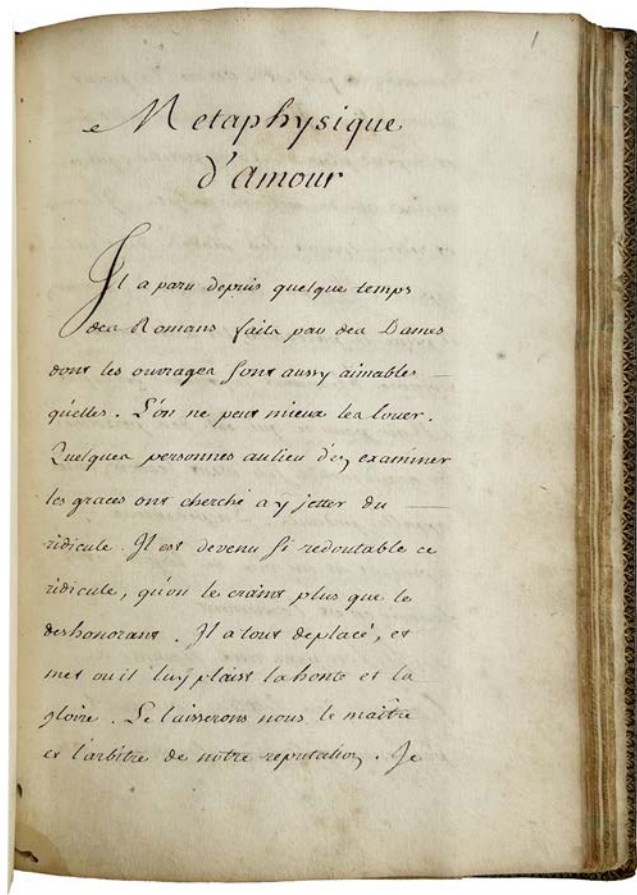 1
Metaphysique
d'amour
Il a paru depuis quelque temps
des Romans faits par des Dames
dont les ouvrages sont aussy aimables
qu'elles. L'on ne peut mieux les louer.
Quelques personnes aulieu d'en examiner
les graces ont cherché a y jetter du
ridicule. Il est devenu si redoutable ce
ridicule, qu'on le craint plus que le
deshonorant. Il a tout deplacé, et
met ou il luy plaist la honte et la
gloire. Le laisserons nous le maître
et l'arbitre de notre reputation. Je